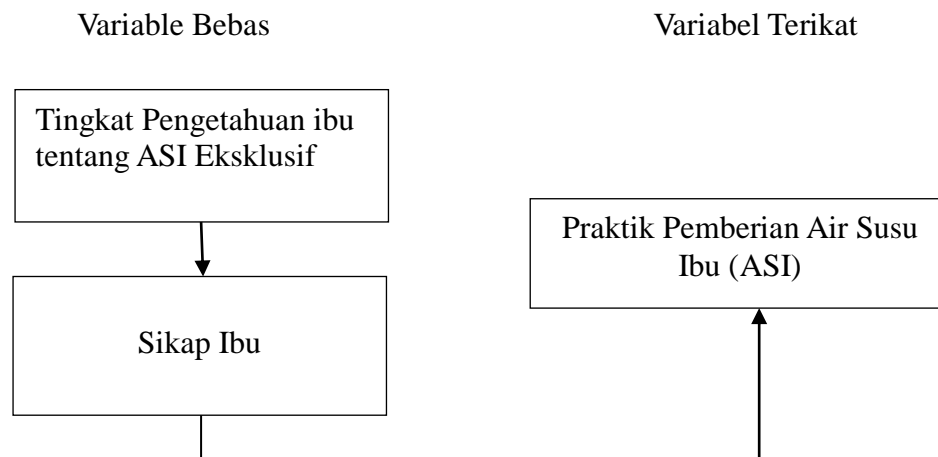 Variable Bebas
Variabel Terikat
Tingkat Pengetahuan ibu
tentang ASI Eksklusif
Praktik Pemberian Air Susu
Ibu (ASI)
Sikap Ibu